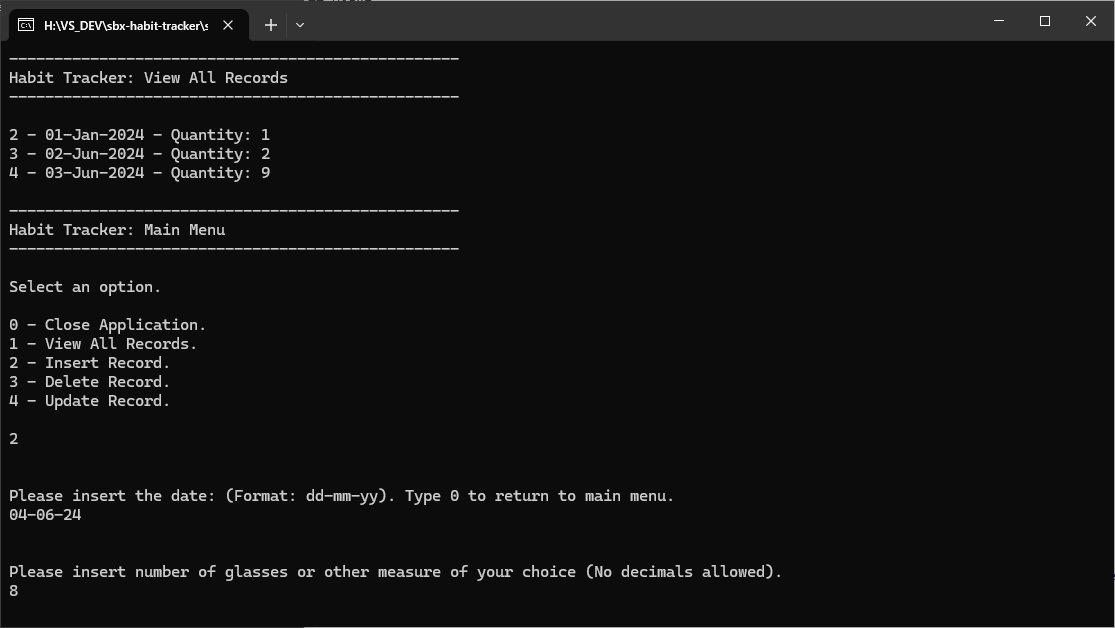 H:\VS_DEV\sbx-habit-tracker\s
--------------------------------------------------
Habit Tracker: View All Records
--------------------------------------------------
2 - 01-Jan-2024 - Quantity: 1
3 - 02-Jun-2024 - Quantity: 2
4 - 03-Jun-2024 - Quantity: 9
--------------------------------------------------
Habit Tracker: Main Menu
--------------------------------------------------
Select an option.
0 - Close Application.
1 - View All Records.
2 - Insert Record.
3 - Delete Record.
4 - Update Record.
2
Please insert the date: (Format: dd-mm-yy). Type 0 to return to main menu.
04-06-24
Please insert number of glasses or other measure of your choice (No decimals allowed).
8